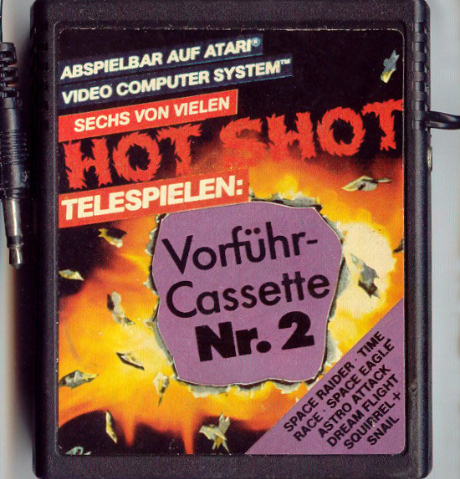 ABSPIELBAR AUF ATARI®
VIDEO COMPUTER SYSTEM™
SECHS VON VIELEN
HOT SHOT
TELESPIELEN:
Vorführ-
Cassette
Nr. 2
SPACE RAIDER · TIME
RACE · SPACE EAGLE
ASTRO ATTACK
DREAM FLIGHT
SQUIRREL +
SNAIL